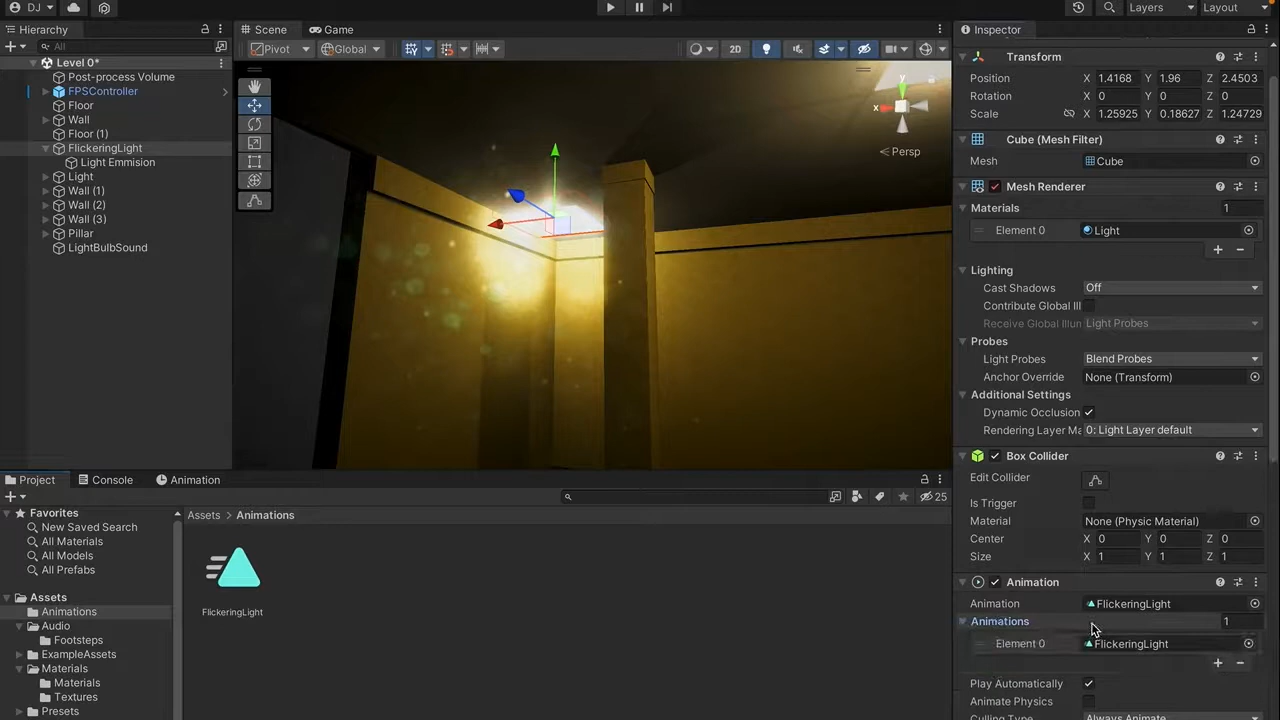 DJ
Layers
Layout
Hierarchy
All
Level 0*
Post-process Volume
FPSController
Floor
Wall
Floor (1)
FlickeringLight
Light Emmision
Light
Wall (1)
Wall (2)
Wall (3)
Pillar
LightBulbSound
Scene
Game
Pivot
Global
2D
y
x
Persp
Project
Console
Animation
25
Favorites
New Saved Search
All Materials
All Models
All Prefabs
Assets
Animations
Audio
Footsteps
ExampleAssets
Materials
Materials
Textures
Presets
Assets > Animations
FlickeringLight
Inspector
Transform
Position X 1.4168 Y 1.96 Z 2.4503
Rotation X 0 Y 0 Z 0
Scale X 1.25925 Y 0.18627 Z 1.24729
Cube (Mesh Filter)
Mesh Cube
Mesh Renderer
Materials 1
Element 0 Light
Lighting
Cast Shadows Off
Contribute Global Ill
Receive Global Illun Light Probes
Probes
Light Probes Blend Probes
Anchor Override None (Transform)
Additional Settings
Dynamic Occlusion
Rendering Layer Ma 0: Light Layer default
Box Collider
Edit Collider
Is Trigger
Material None (Physic Material)
Center X 0 Y 0 Z 0
Size X 1 Y 1 Z 1
Animation
Animation FlickeringLight
Animations 1
Element 0 FlickeringLight
Play Automatically
Animate Physics
Culling Type Always Animate